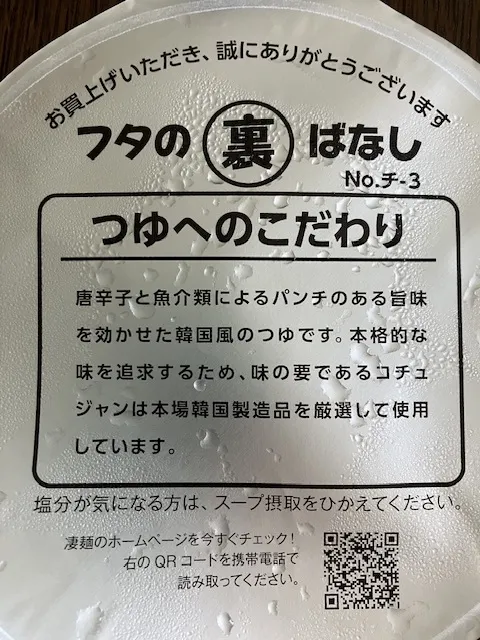 お買上げいただき、誠にありがとうございます
フタの裏ばなし
No.チ-3
つゆへのこだわり
唐辛子と魚介類によるパンチのある旨味
を効かせた韓国風のつゆです。本格的な
味を追求するため、味の要であるコチュ
ジャンは本場韓国製造品を厳選して使用
しています。
塩分が気になる方は、スープ摂取をひかえてください。
凄麺のホームページを今すぐチェック!
右のQRコードを携帯電話で
読み取ってください。